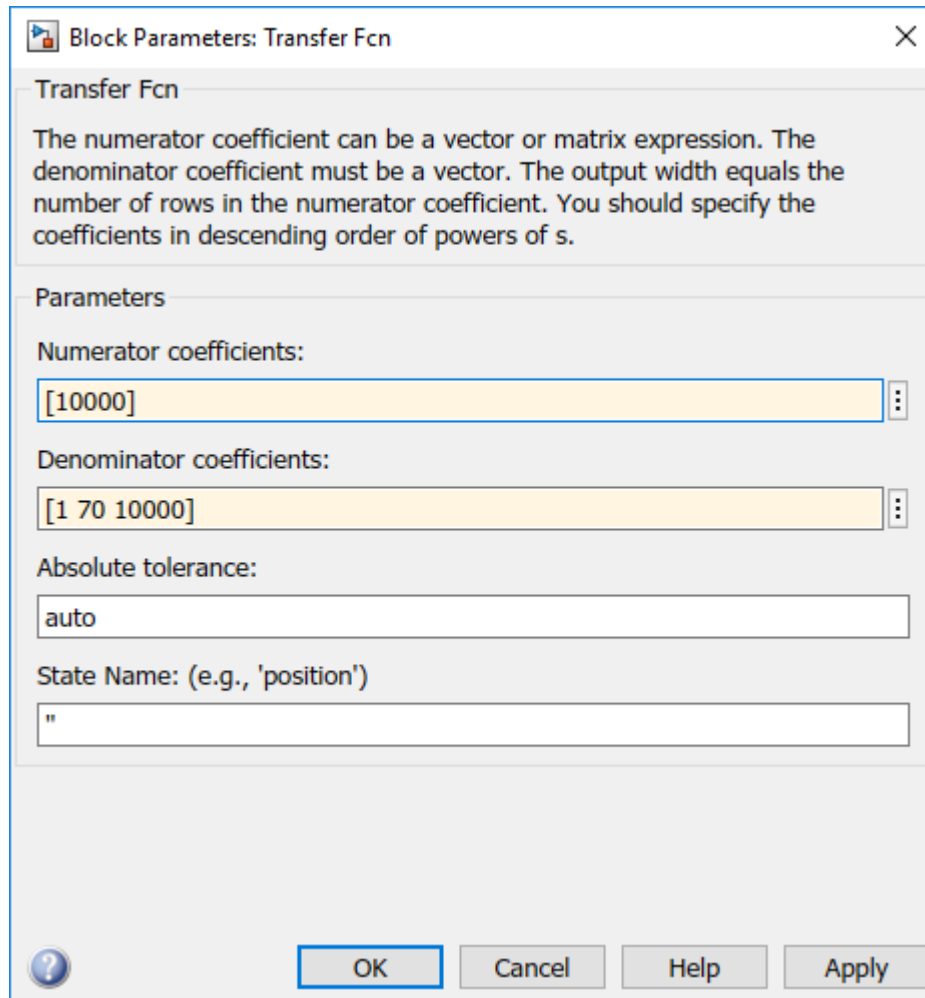 Block Parameters: Transfer Fcn
Transfer Fcn
The numerator coefficient can be a vector or matrix expression. The
denominator coefficient must be a vector. The output width equals the
number of rows in the numerator coefficient. You should specify the
coefficients in descending order of powers of s.
Parameters
Numerator coefficients:
[10000]
Denominator coefficients:
[1 70 10000]
Absolute tolerance:
auto
State Name: (e.g., 'position')
''
OK Cancel Help Apply